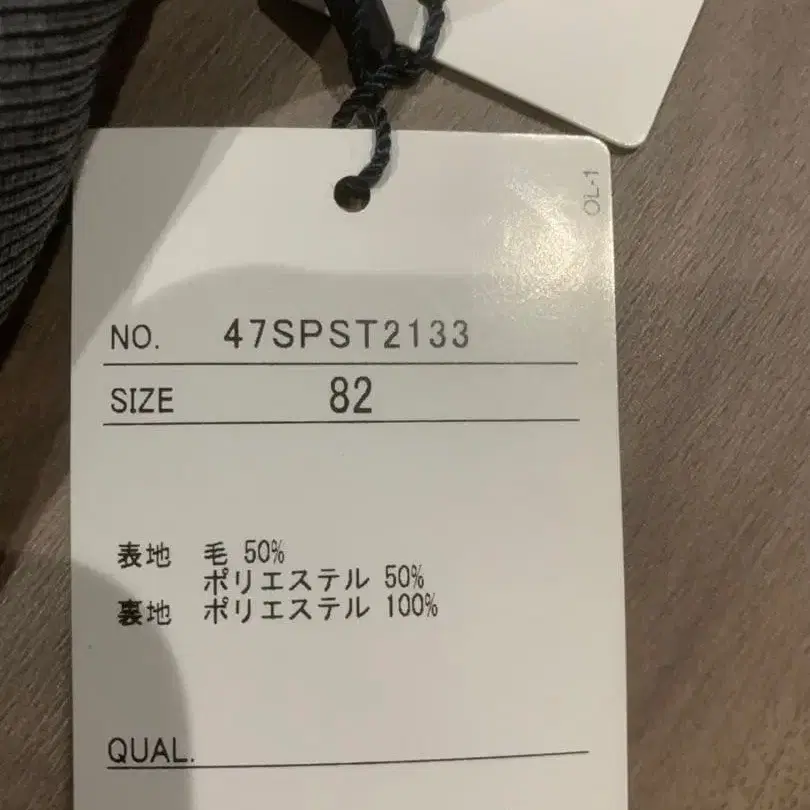 OL-1
NO. 47SPST2133
SIZE 82
表地 毛 50%
ポリエステル 50%
裏地 ポリエステル 100%
QUAL.